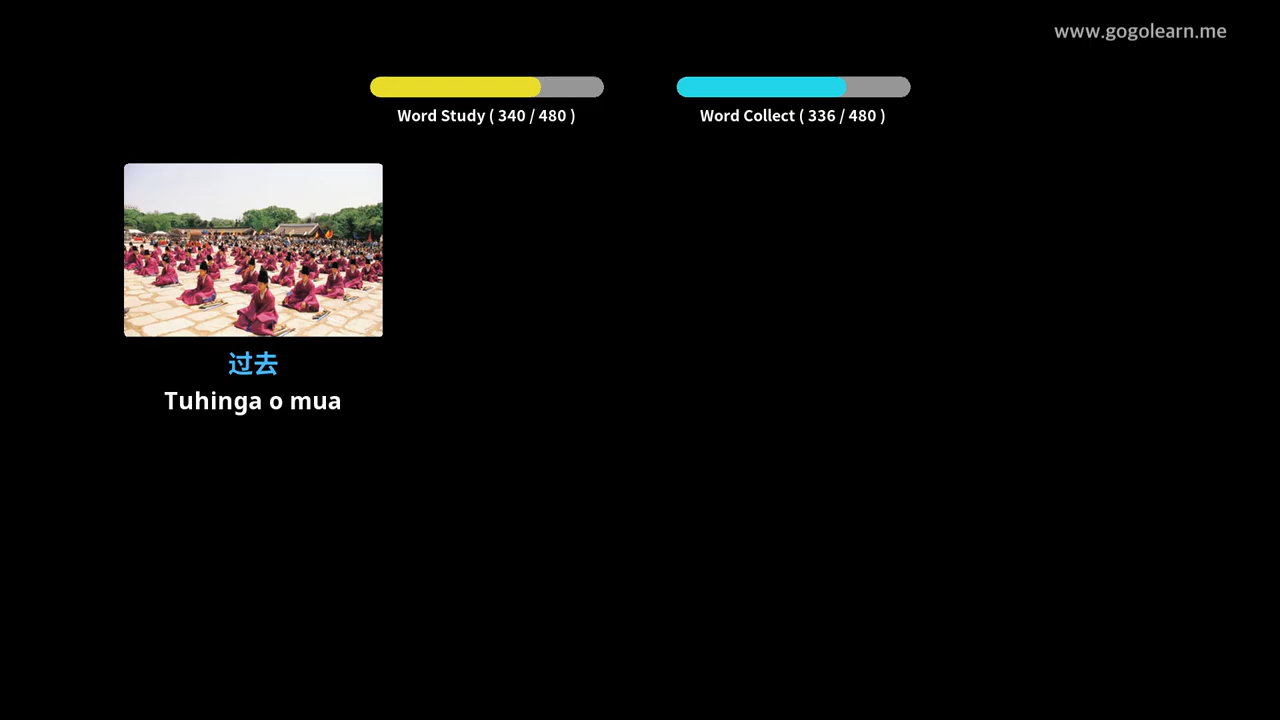 www.gogolearn.me
Word Study ( 340 / 480 )
Word Collect ( 336 / 480 )
过去
Tuhinga o mua